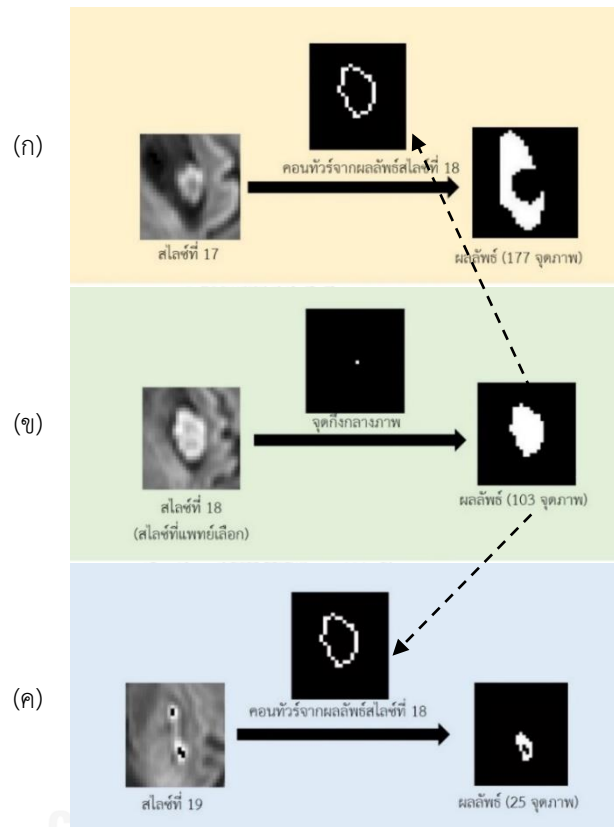 (ก)
คอนทัวร์จากผลลัพธ์สไลซ์ที่ 18
สไลซ์ที่ 17
ผลลัพธ์ (177 จุดภาพ)
(ข)
จุดกึ่งกลางภาพ
สไลซ์ที่ 18
(สไลซ์ที่แพทย์เลือก)
ผลลัพธ์ (103 จุดภาพ)
(ค)
คอนทัวร์จากผลลัพธ์สไลซ์ที่ 18
สไลซ์ที่ 19
ผลลัพธ์ (25 จุดภาพ)